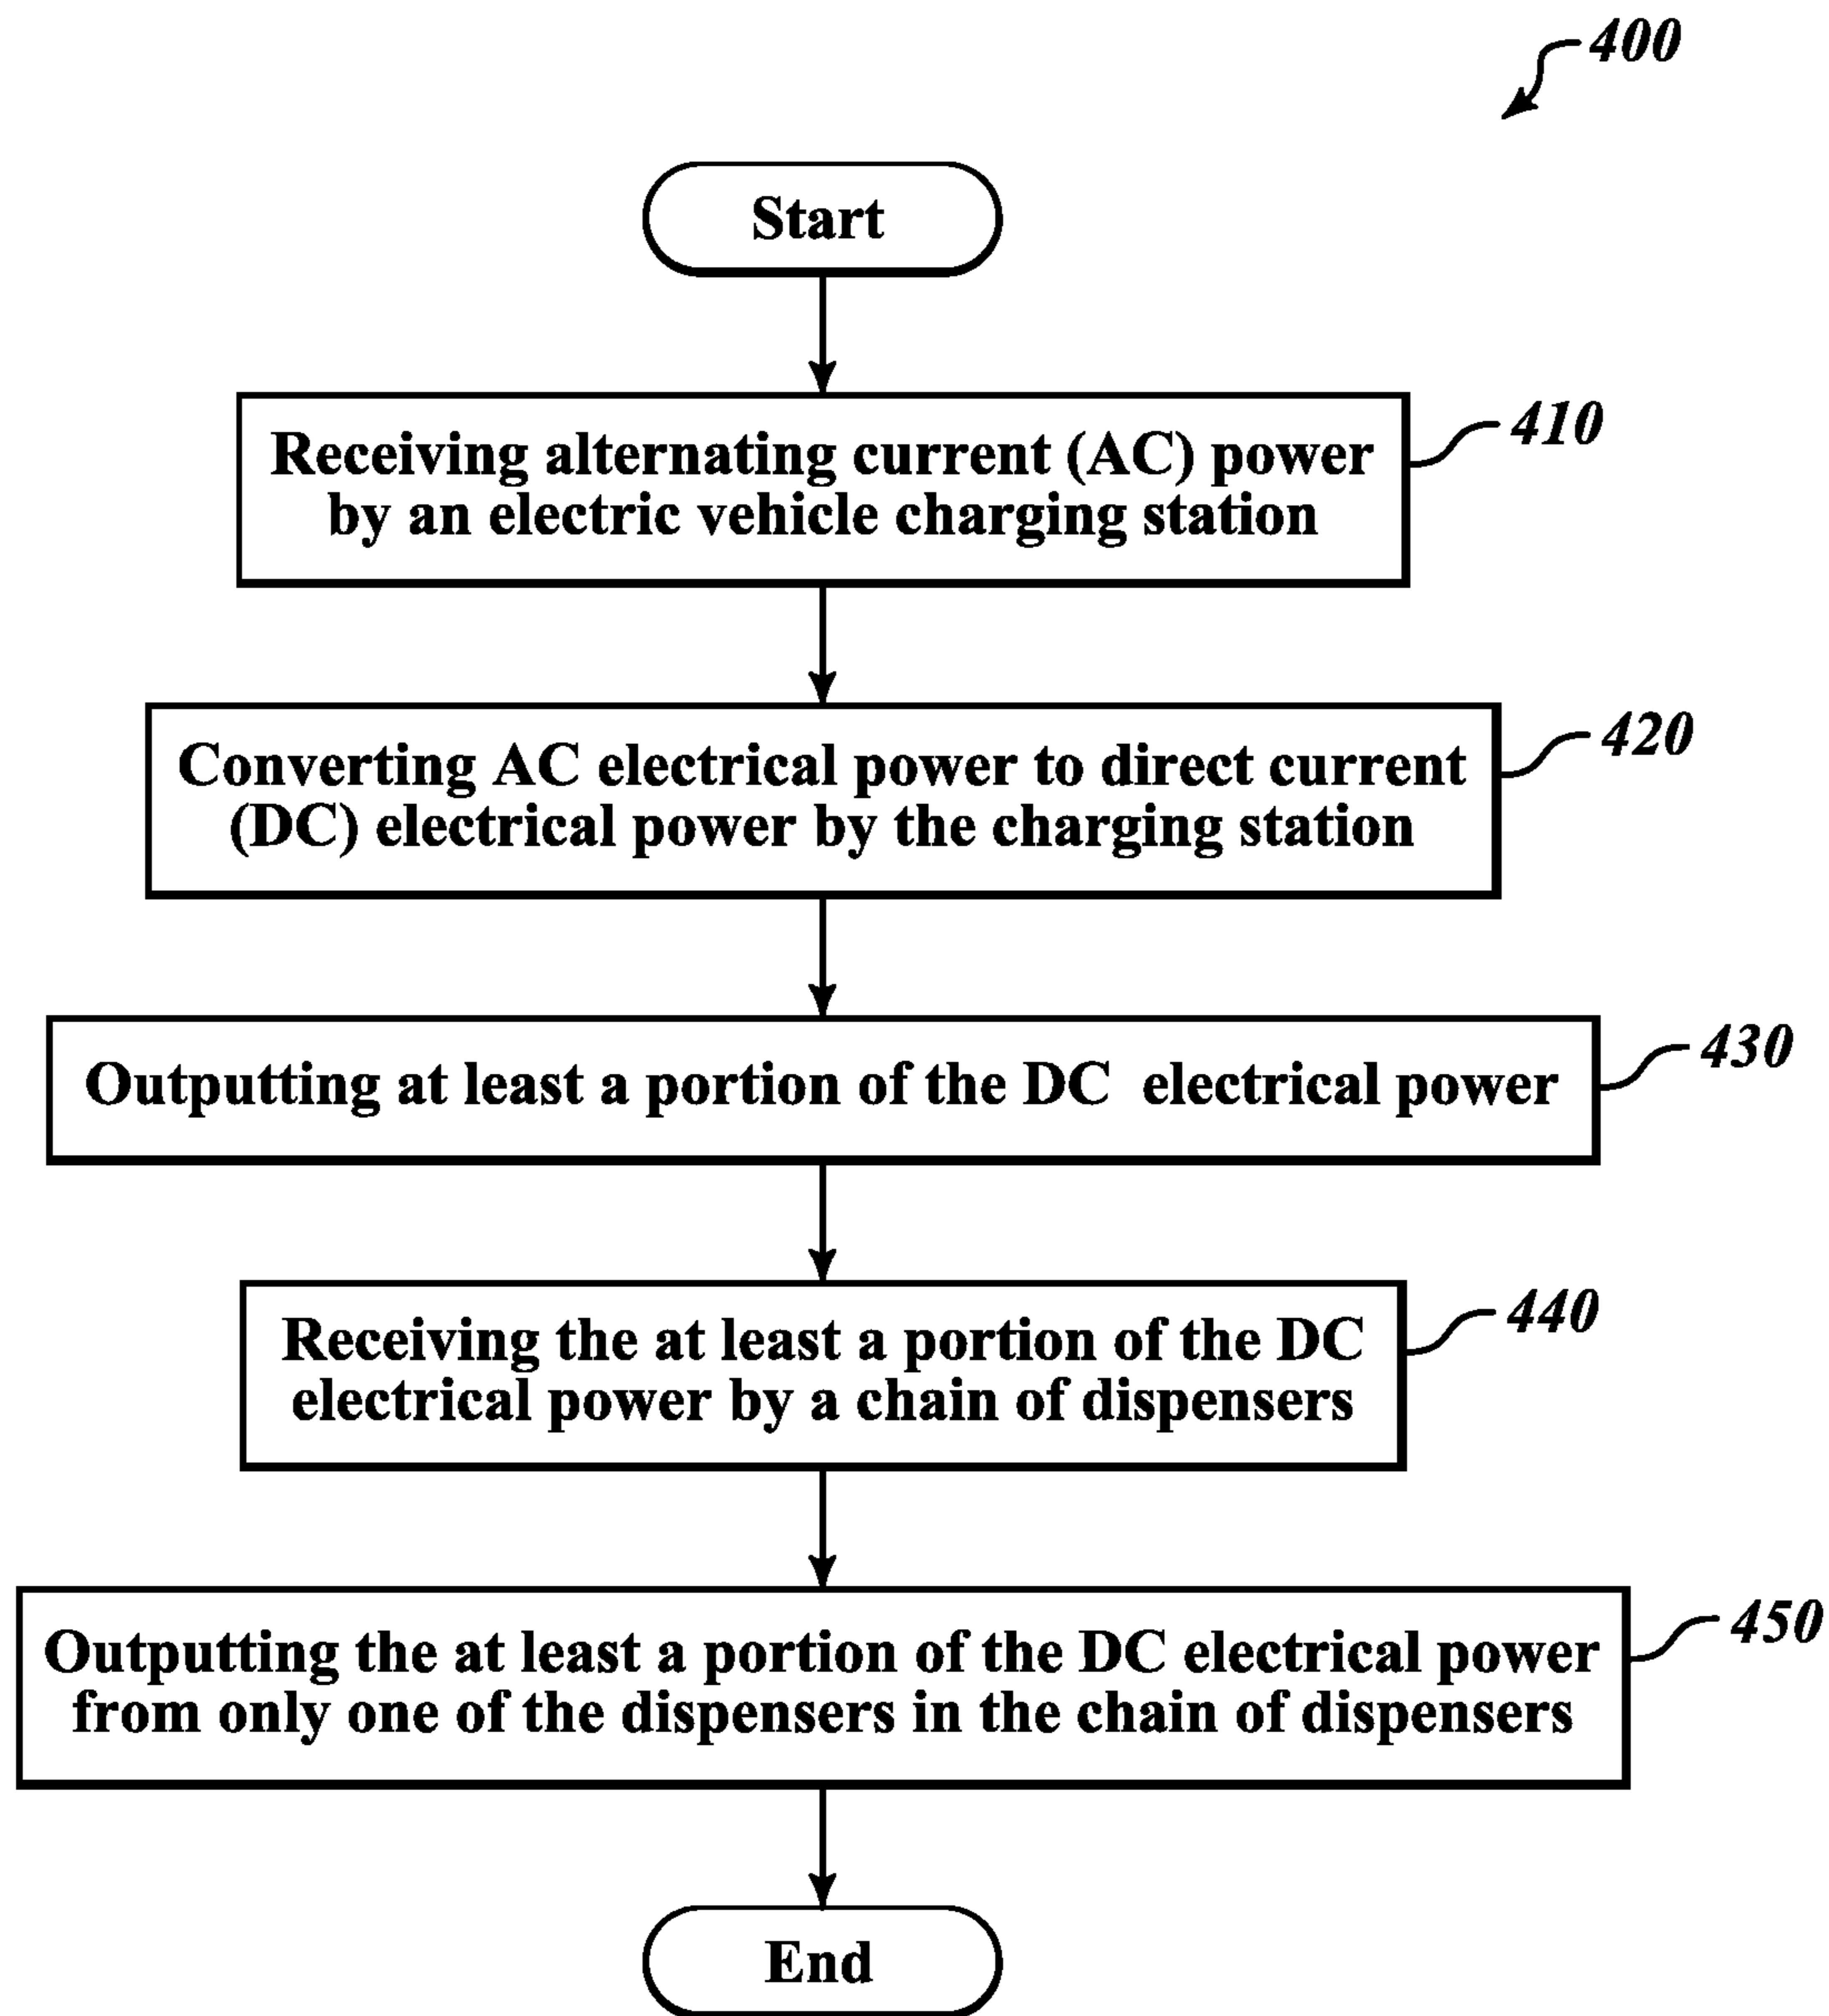 400
Start
Receiving alternating current (AC) power
by an electric vehicle charging station
410
Converting AC electrical power to direct current
(DC) electrical power by the charging station
420
Outputting at least a portion of the DC electrical power
430
Receiving the at least a portion of the DC
electrical power by a chain of dispensers
440
Outputting the at least a portion of the DC electrical power
from only one of the dispensers in the chain of dispensers
450
End